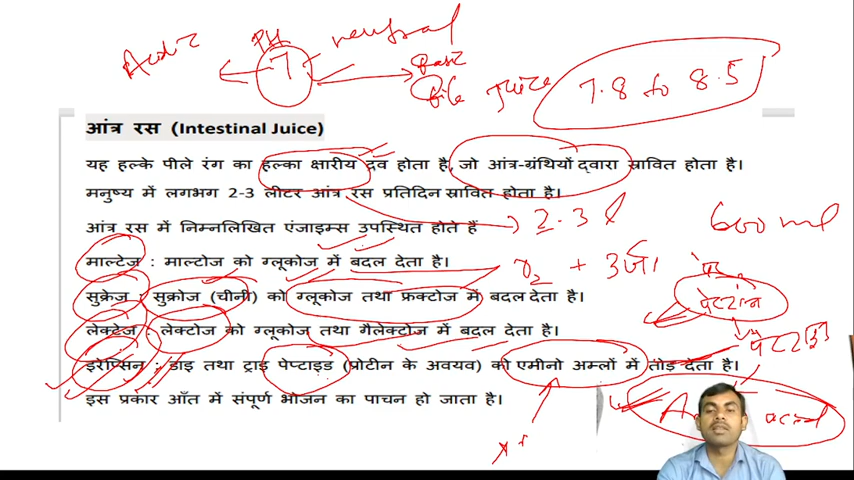 Acidic PH 7 neutral
Basic
Bile Juice 7.8 to 8.5
आंत्र रस (Intestinal Juice)
यह हल्के पीले रंग का हल्का क्षारीय द्रव होता है, जो आंत्र-ग्रंथियों द्वारा स्रावित होता है।
मनुष्य में लगभग 2-3 लीटर आंत्र रस प्रतिदिन स्रावित होता है।
2-3 l 600 ml
आंत्र रस में निम्नलिखित एंजाइम्स उपस्थित होते हैं
माल्टेज : माल्टोज को ग्लूकोज में बदल देता है।
सुक्रेज : सुक्रोज (चीनी) को ग्लूकोज तथा फ्रक्टोज में बदल देता है।
लेक्टेज : लेक्टोज को ग्लूकोज तथा गैलेक्टोज में बदल देता है।
इरेप्सिन : डाइ तथा ट्राइ पेप्टाइड (प्रोटीन के अवयव) को एमीनो अम्लों में तोड़ देता है।
इस प्रकार आँत में संपूर्ण भोजन का पाचन हो जाता है।